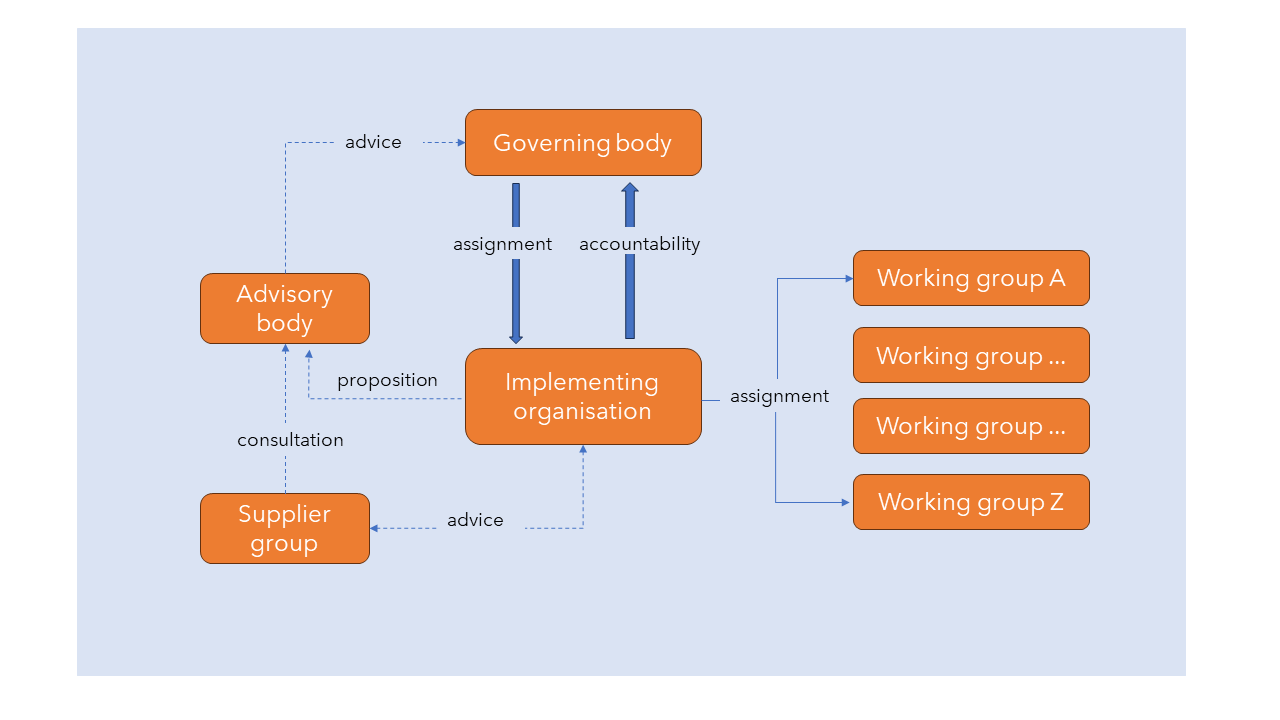 advice
Governing body
assignment
accountability
Advisory
body
Working group A
Working group ...
Working group ...
Working group Z
proposition
Implementing
organisation
assignment
consultation
Supplier
group
advice